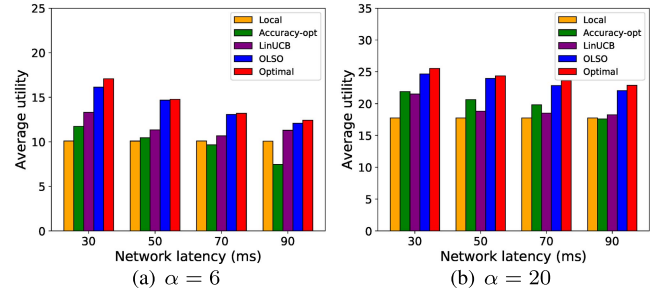 25
20
15
10
5
0
Average utility
Local
Accuracy-opt
LinUCB
OLSO
Optimal
30 50 70 90
Network latency (ms)
(a) α = 6
35
30
25
20
15
10
5
0
Average utility
Local
Accuracy-opt
LinUCB
OLSO
Optimal
30 50 70 90
Network latency (ms)
(b) α = 20